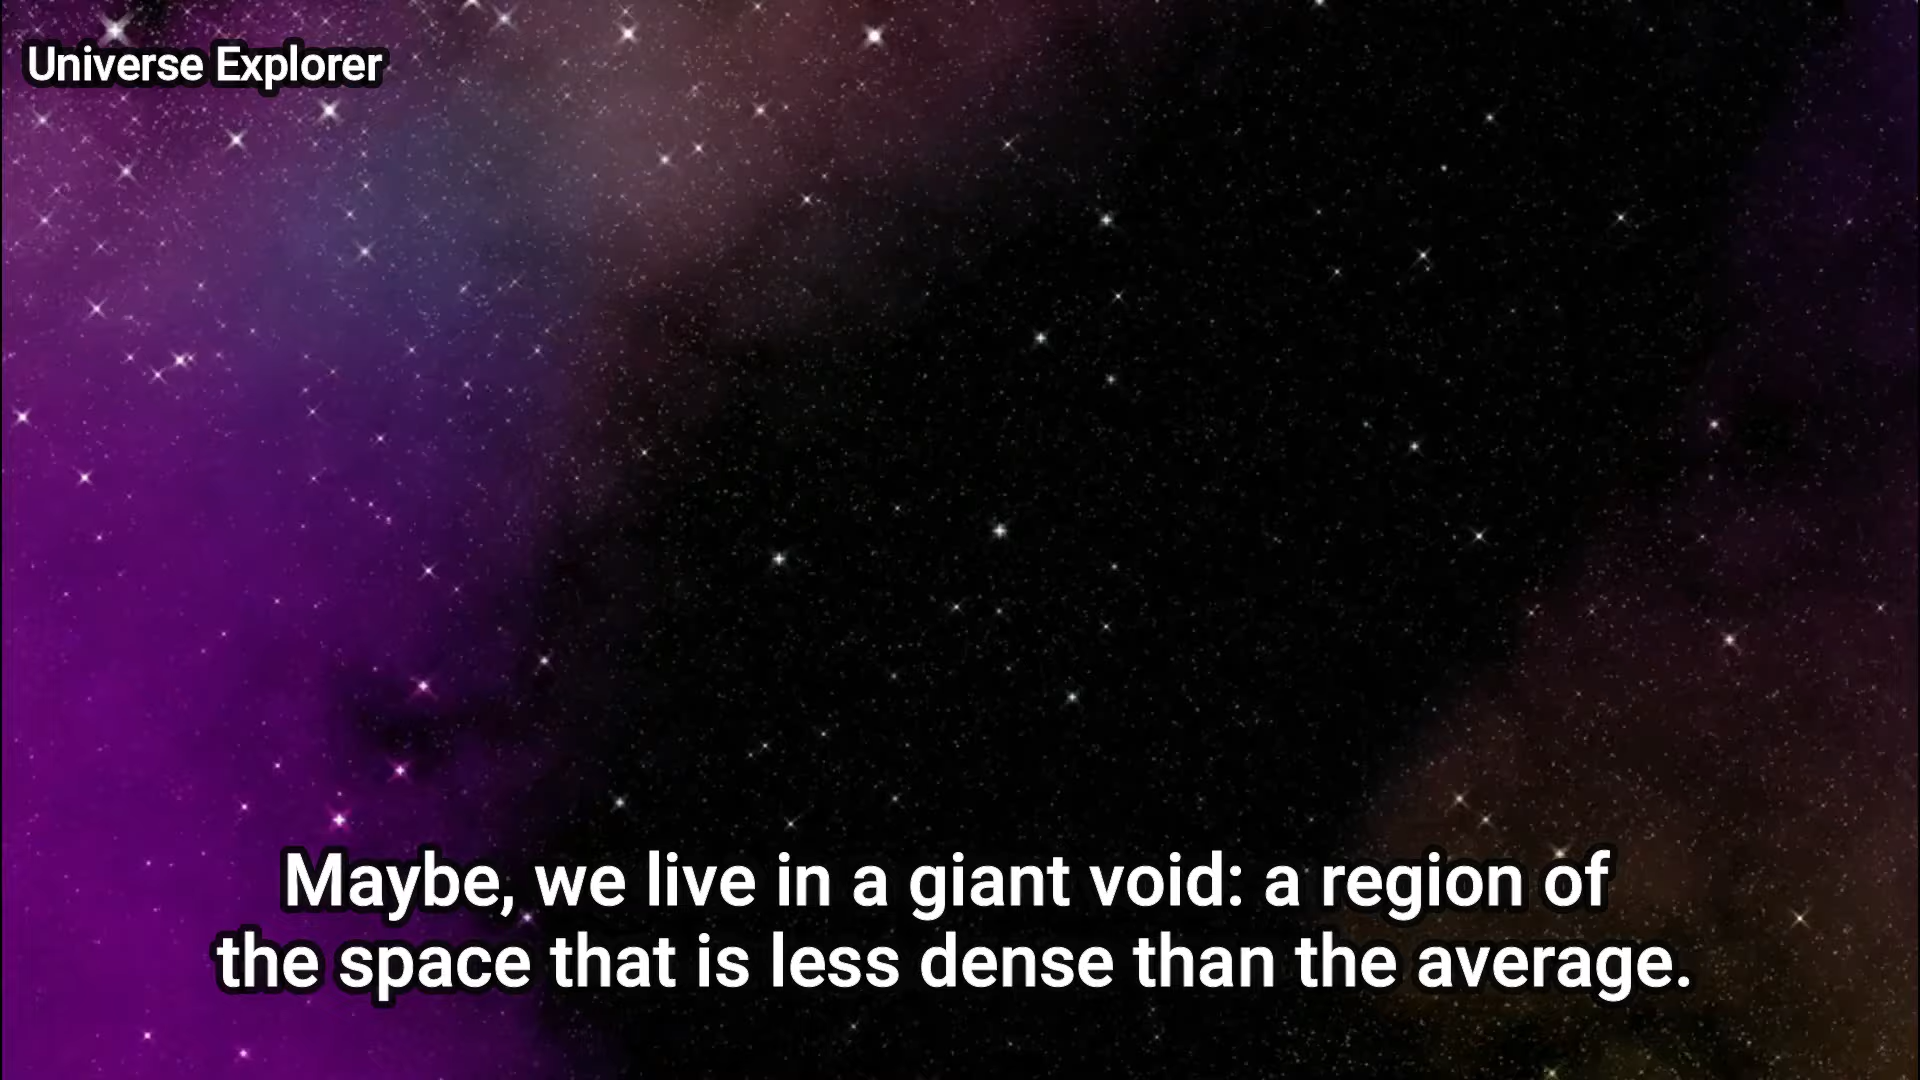 Universe Explorer
Maybe, we live in a giant void: a region of
the space that is less dense than the average.